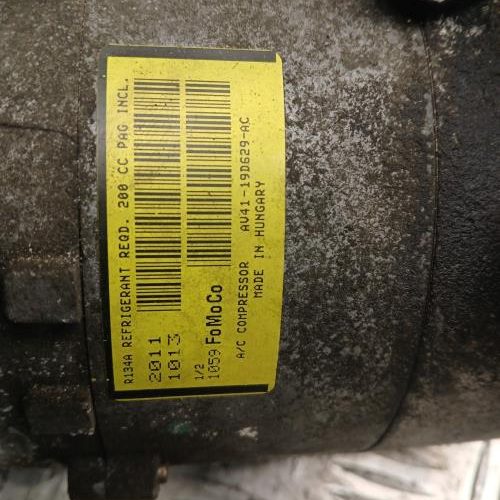 R134A REFRIGERANT REQD. 200 CC PAG INCL.
2011
1013
1/2
1059 FoMoCo
A/C COMPRESSOR AV41-19D629-AC
MADE IN HUNGARY